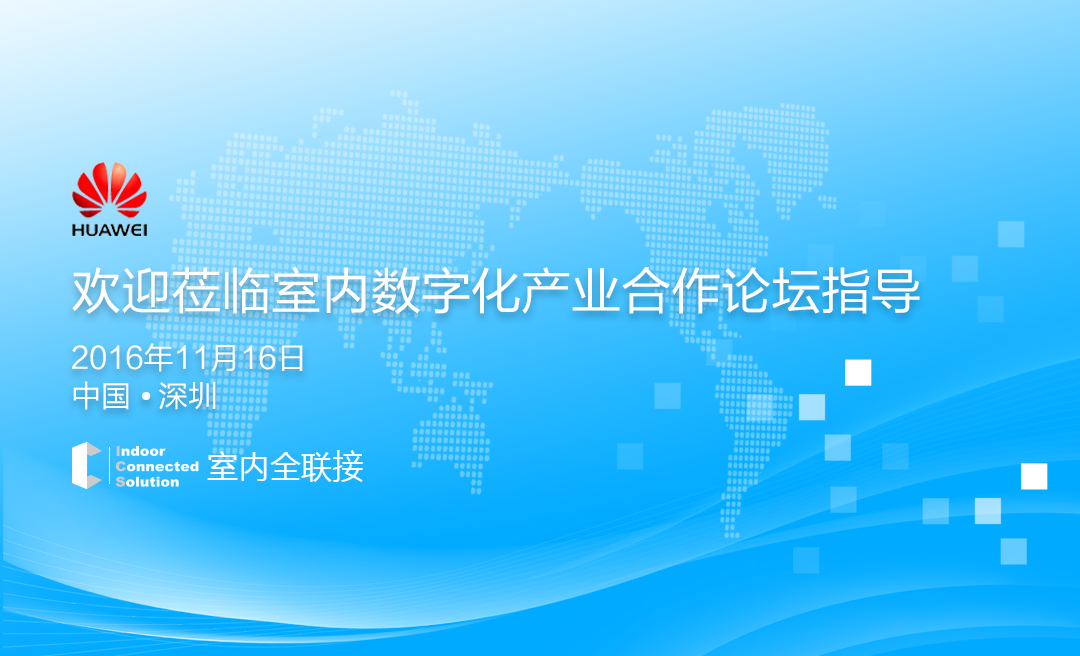 HUAWEI
欢迎莅临室内数字化产业合作论坛指导
2016年11月16日
中国•深圳
Indoor
Connected
Solution
室内全联接